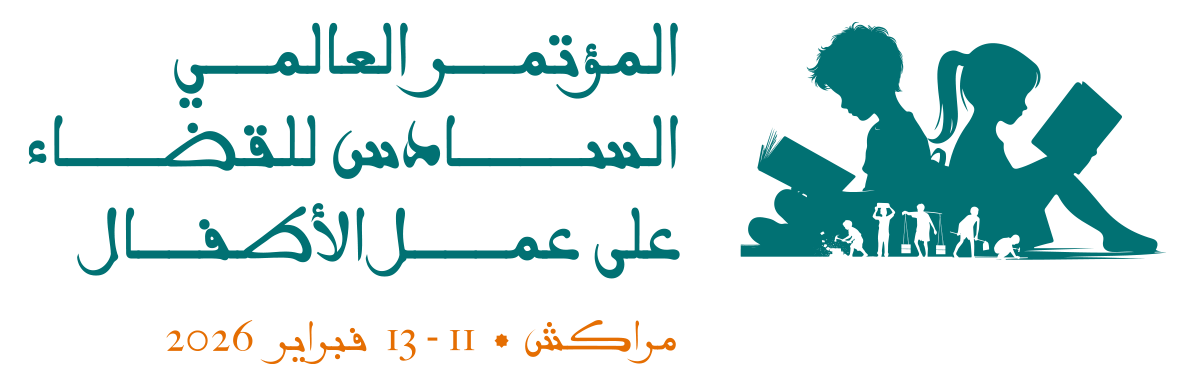 المؤتمر العالمي
السادس للقضاء
على عمل الأطفال
مراكش • 11 - 13 فبراير 2026